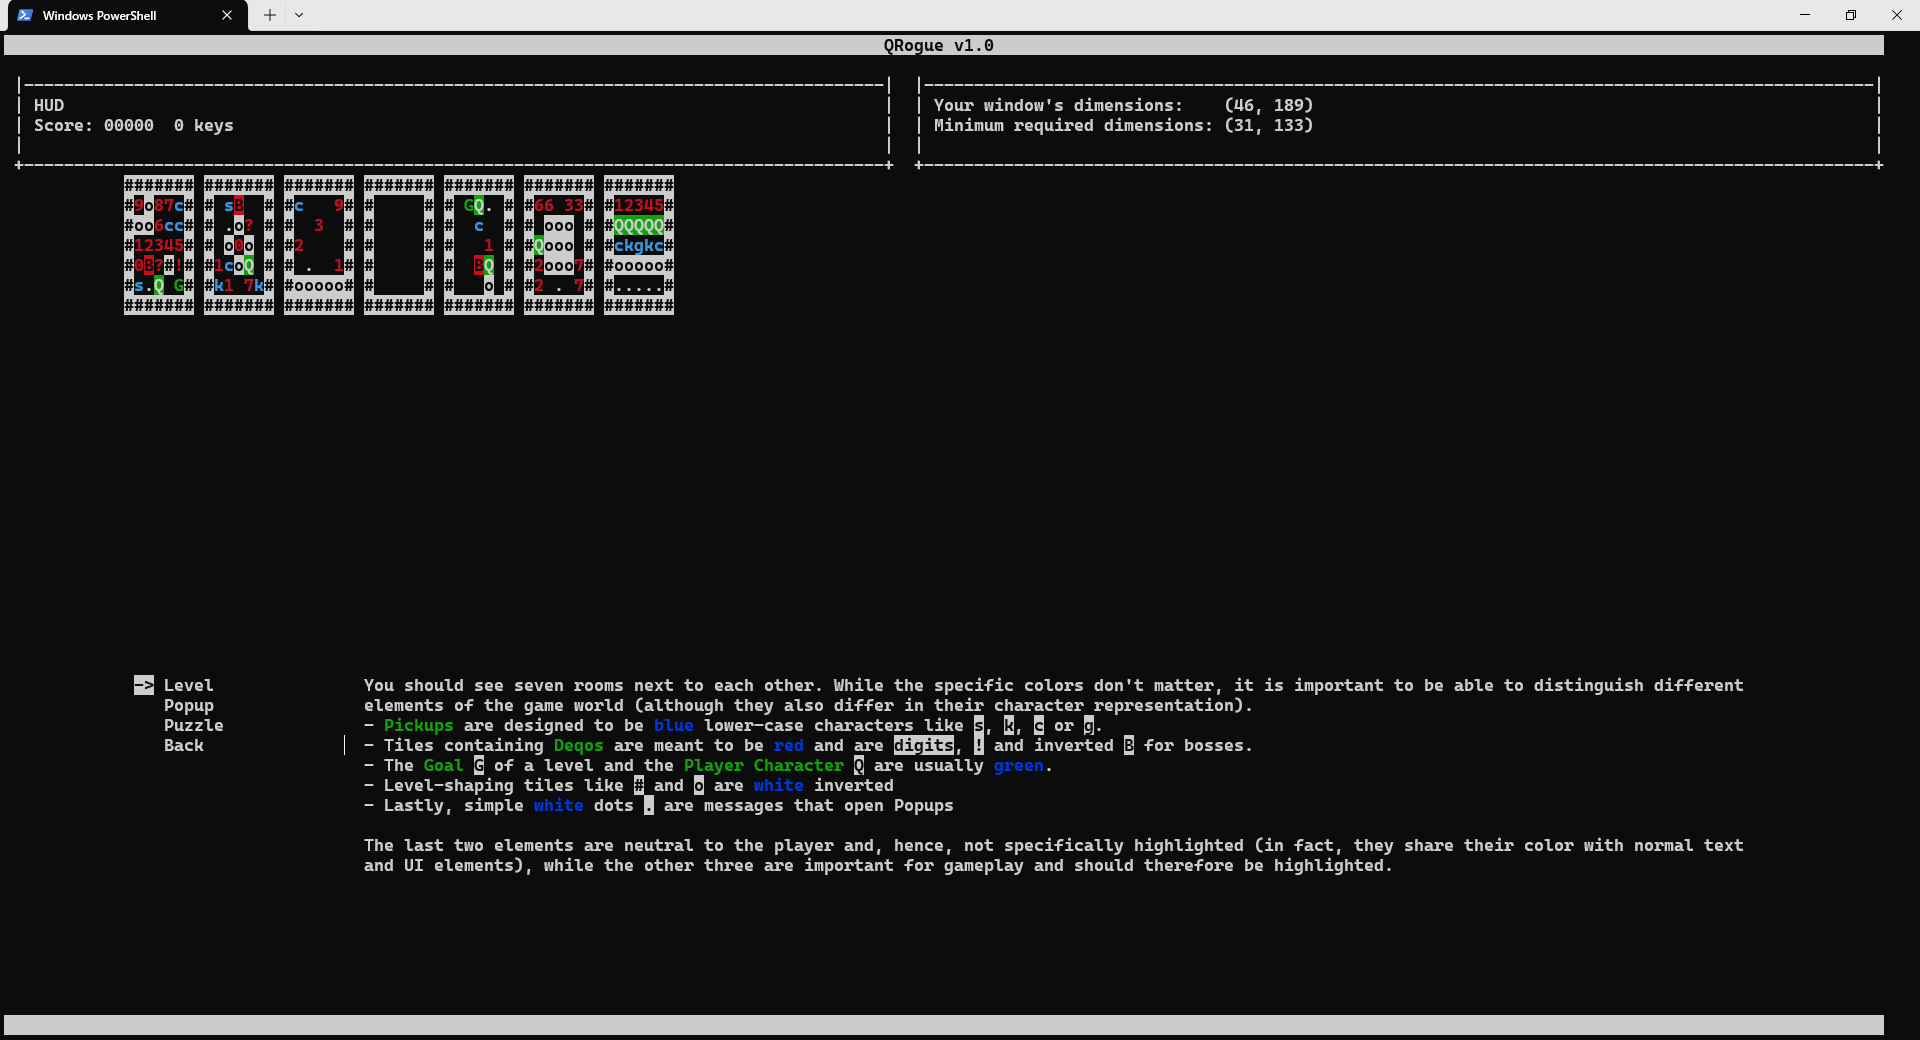 Windows PowerShell
QRogue v1.0
HUD
Score: 00000  0 keys
Your window's dimensions:    (46, 189)
Minimum required dimensions: (31, 133)
####### ####### ####### ####### ####### ####### #######
#9o87c# # sB  # #c   9# #     # # GQ. # #66 33# #12345#
#oo6cc# # .o? # #  3  # #     # #  c  # # ooo # #QQQQQ#
#12345# # o0o # #2    # #     # #   1 # #Qooo # #ckgkc#
#0B?#!# #1coQ # # .  1# #     # #  BQ # #2ooo7# #ooooo#
#s.Q G# #k1 7k# #ooooo# #     # #   o # #2 . 7# #.....#
####### ####### ####### ####### ####### ####### #######
-> Level
Popup
Puzzle
Back
You should see seven rooms next to each other. While the specific colors don't matter, it is important to be able to distinguish different
elements of the game world (although they also differ in their character representation).
- Pickups are designed to be blue lower-case characters like s, k, c or g.
- Tiles containing Deqos are meant to be red and are digits, ! and inverted B for bosses.
- The Goal G of a level and the Player Character Q are usually green.
- Level-shaping tiles like # and o are white inverted
- Lastly, simple white dots . are messages that open Popups
The last two elements are neutral to the player and, hence, not specifically highlighted (in fact, they share their color with normal text
and UI elements), while the other three are important for gameplay and should therefore be highlighted.